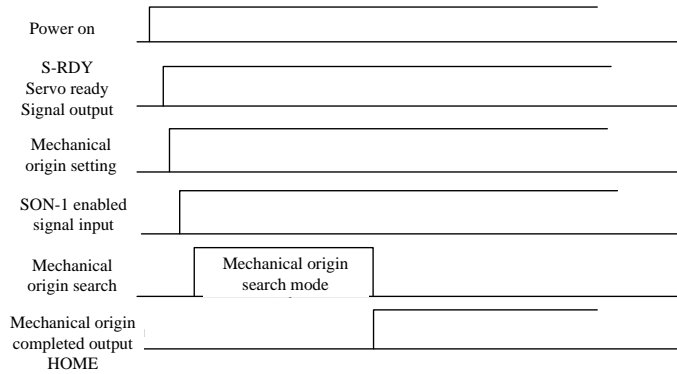 Power on
S-RDY
Servo ready
Signal output
Mechanical
origin setting
SON-1 enabled
signal input
Mechanical
origin search
Mechanical origin
search mode
Mechanical origin
completed output
HOME